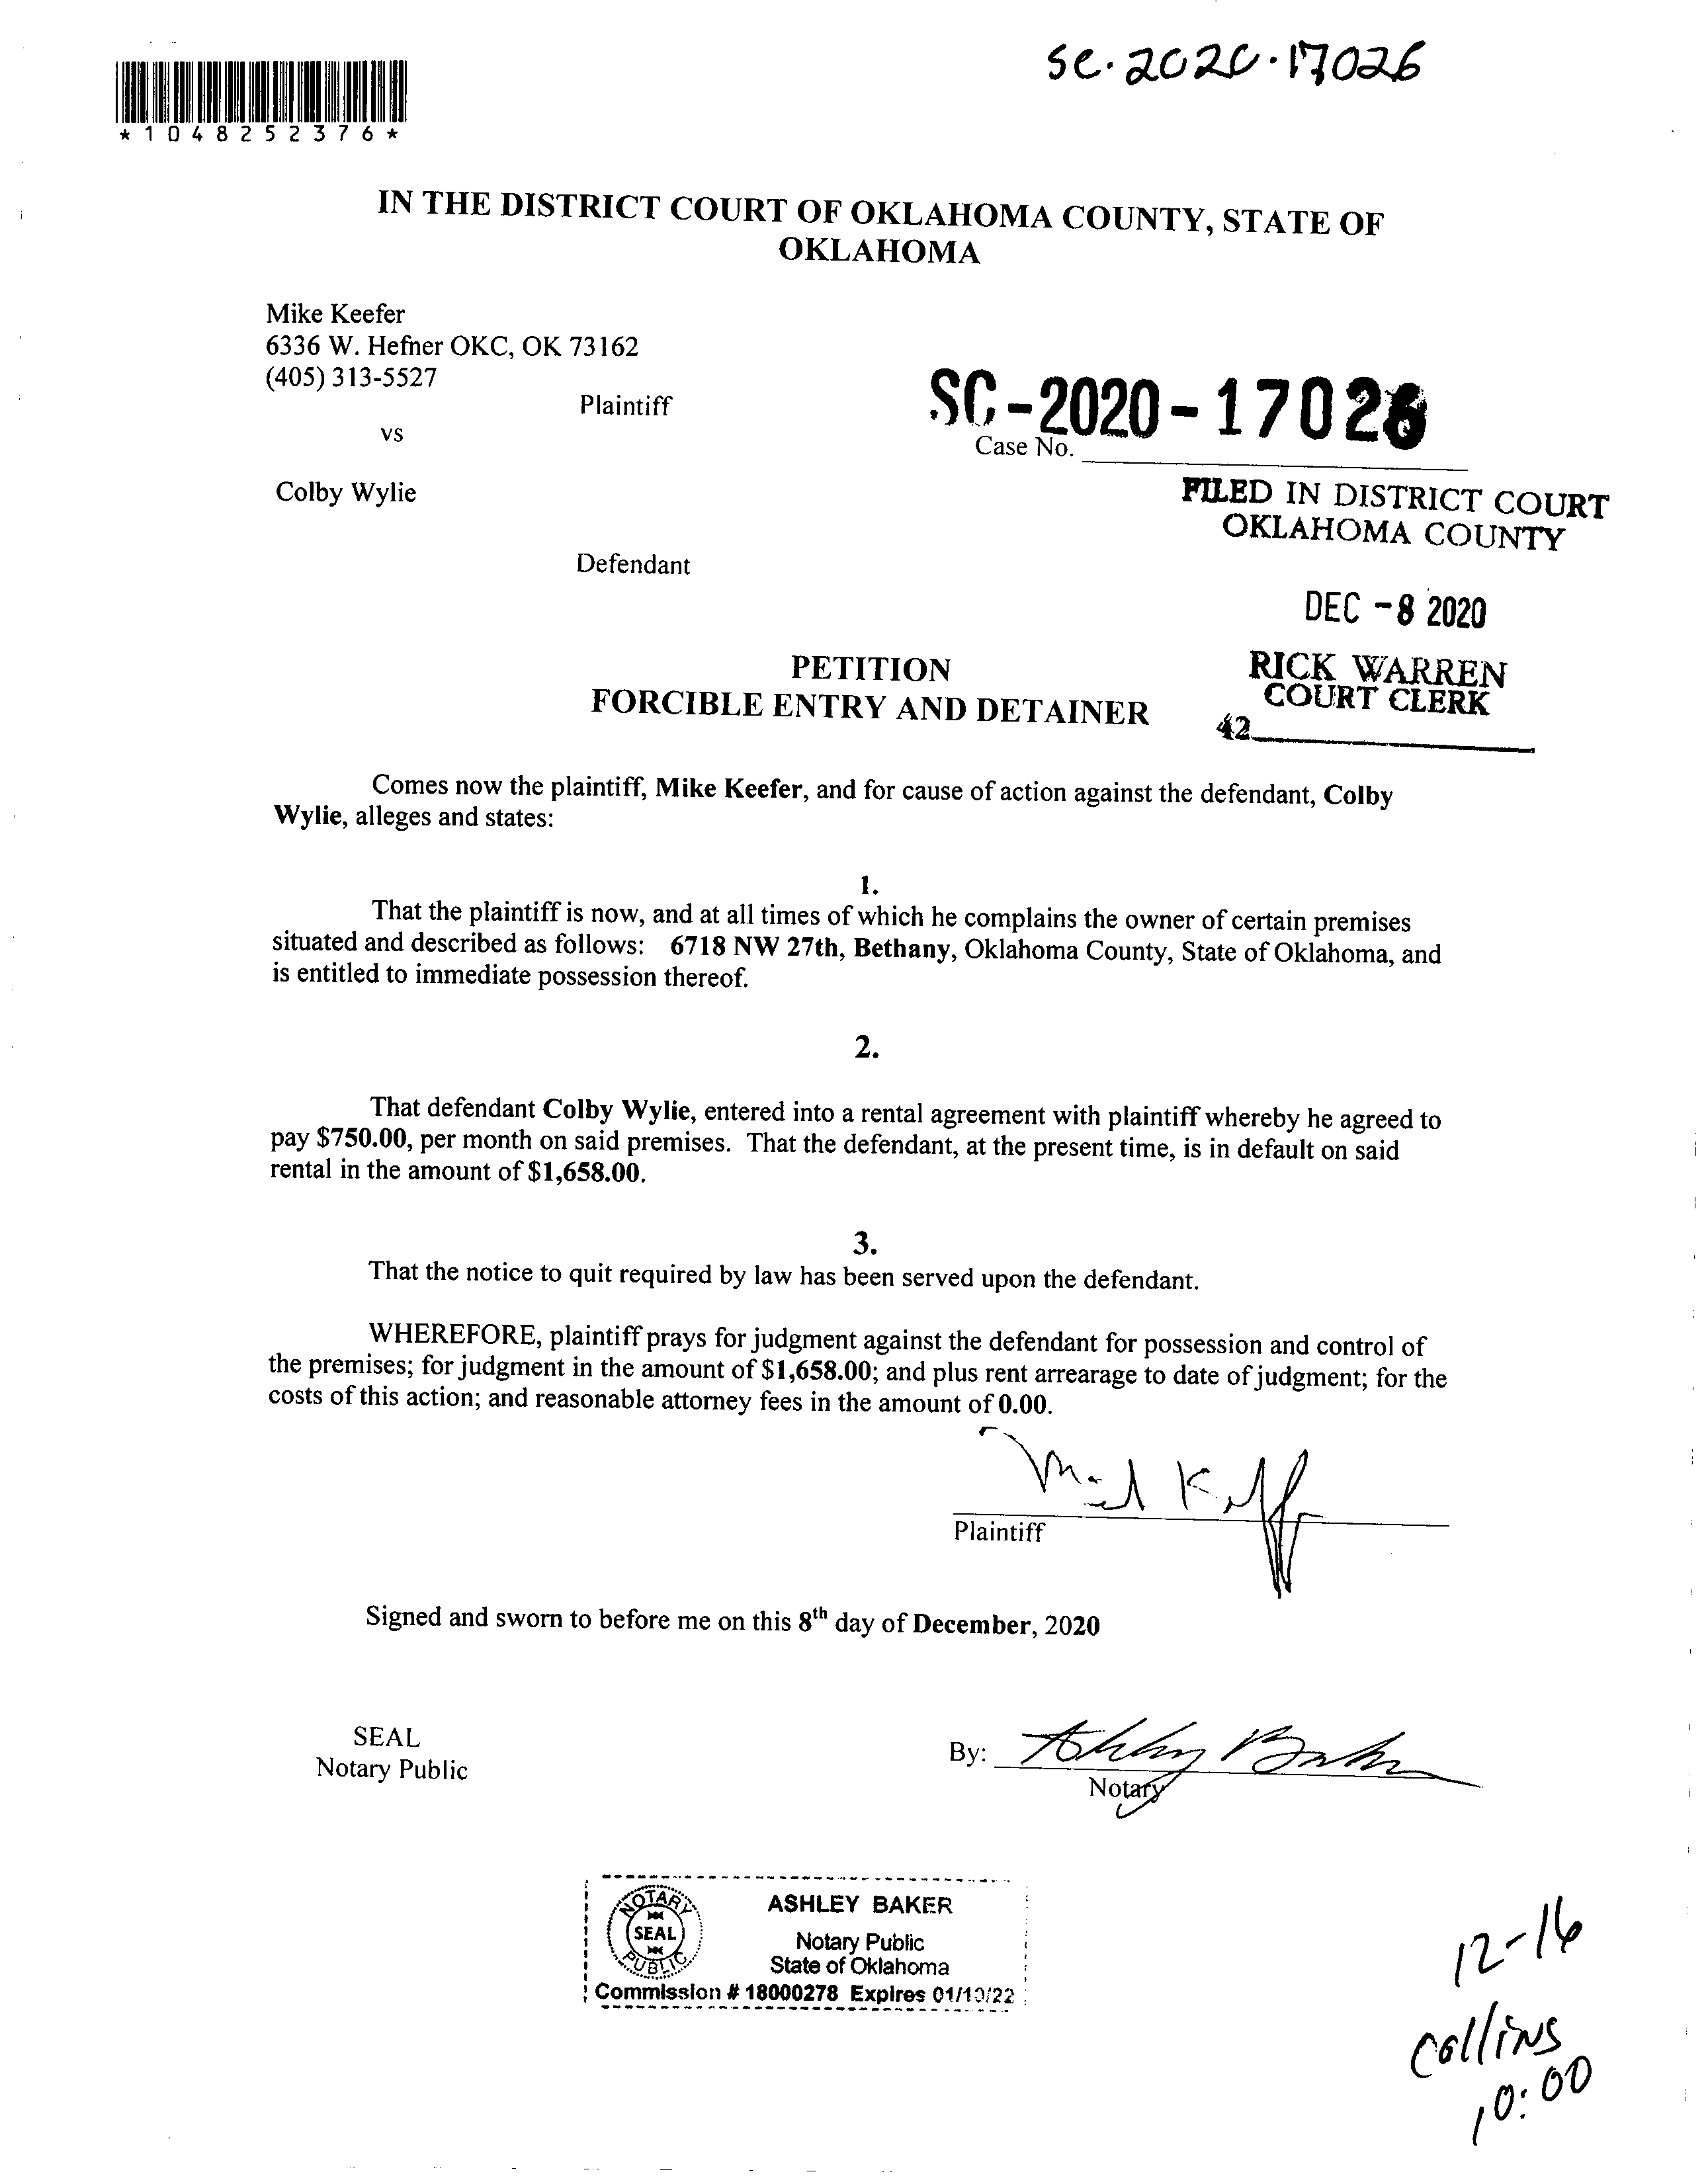 sc.2020.17026
*1048252376*
IN THE DISTRICT COURT OF OKLAHOMA COUNTY, STATE OF
OKLAHOMA
Mike Keefer
6336 W. Hefner OKC, OK 73162
(405) 313-5527
Plaintiff
vs
SC-2020-17026
Case No.
Colby Wylie
FILED IN DISTRICT COURT
OKLAHOMA COUNTY
Defendant
DEC -8 2020
PETITION
FORCIBLE ENTRY AND DETAINER
RICK WARREN
COURT CLERK
42
Comes now the plaintiff, Mike Keefer, and for cause of action against the defendant, Colby
Wylie, alleges and states:
1.
That the plaintiff is now, and at all times of which he complains the owner of certain premises
situated and described as follows: 6718 NW 27th, Bethany, Oklahoma County, State of Oklahoma, and
is entitled to immediate possession thereof.
2.
That defendant Colby Wylie, entered into a rental agreement with plaintiff whereby he agreed to
pay $750.00, per month on said premises. That the defendant, at the present time, is in default on said
rental in the amount of $1,658.00.
3.
That the notice to quit required by law has been served upon the defendant.
WHEREFORE, plaintiff prays for judgment against the defendant for possession and control of
the premises; for judgment in the amount of $1,658.00; and plus rent arrearage to date of judgment; for the
costs of this action; and reasonable attorney fees in the amount of 0.00.
Plaintiff
Signed and sworn to before me on this 8th day of December, 2020
SEAL
Notary Public
By: Ashley Baker
Notary
NOTARY
SEAL
PUBLIC
ASHLEY BAKER
Notary Public
State of Oklahoma
Commission # 18000278 Expires 01/10/22
12-16
Collins
10:00